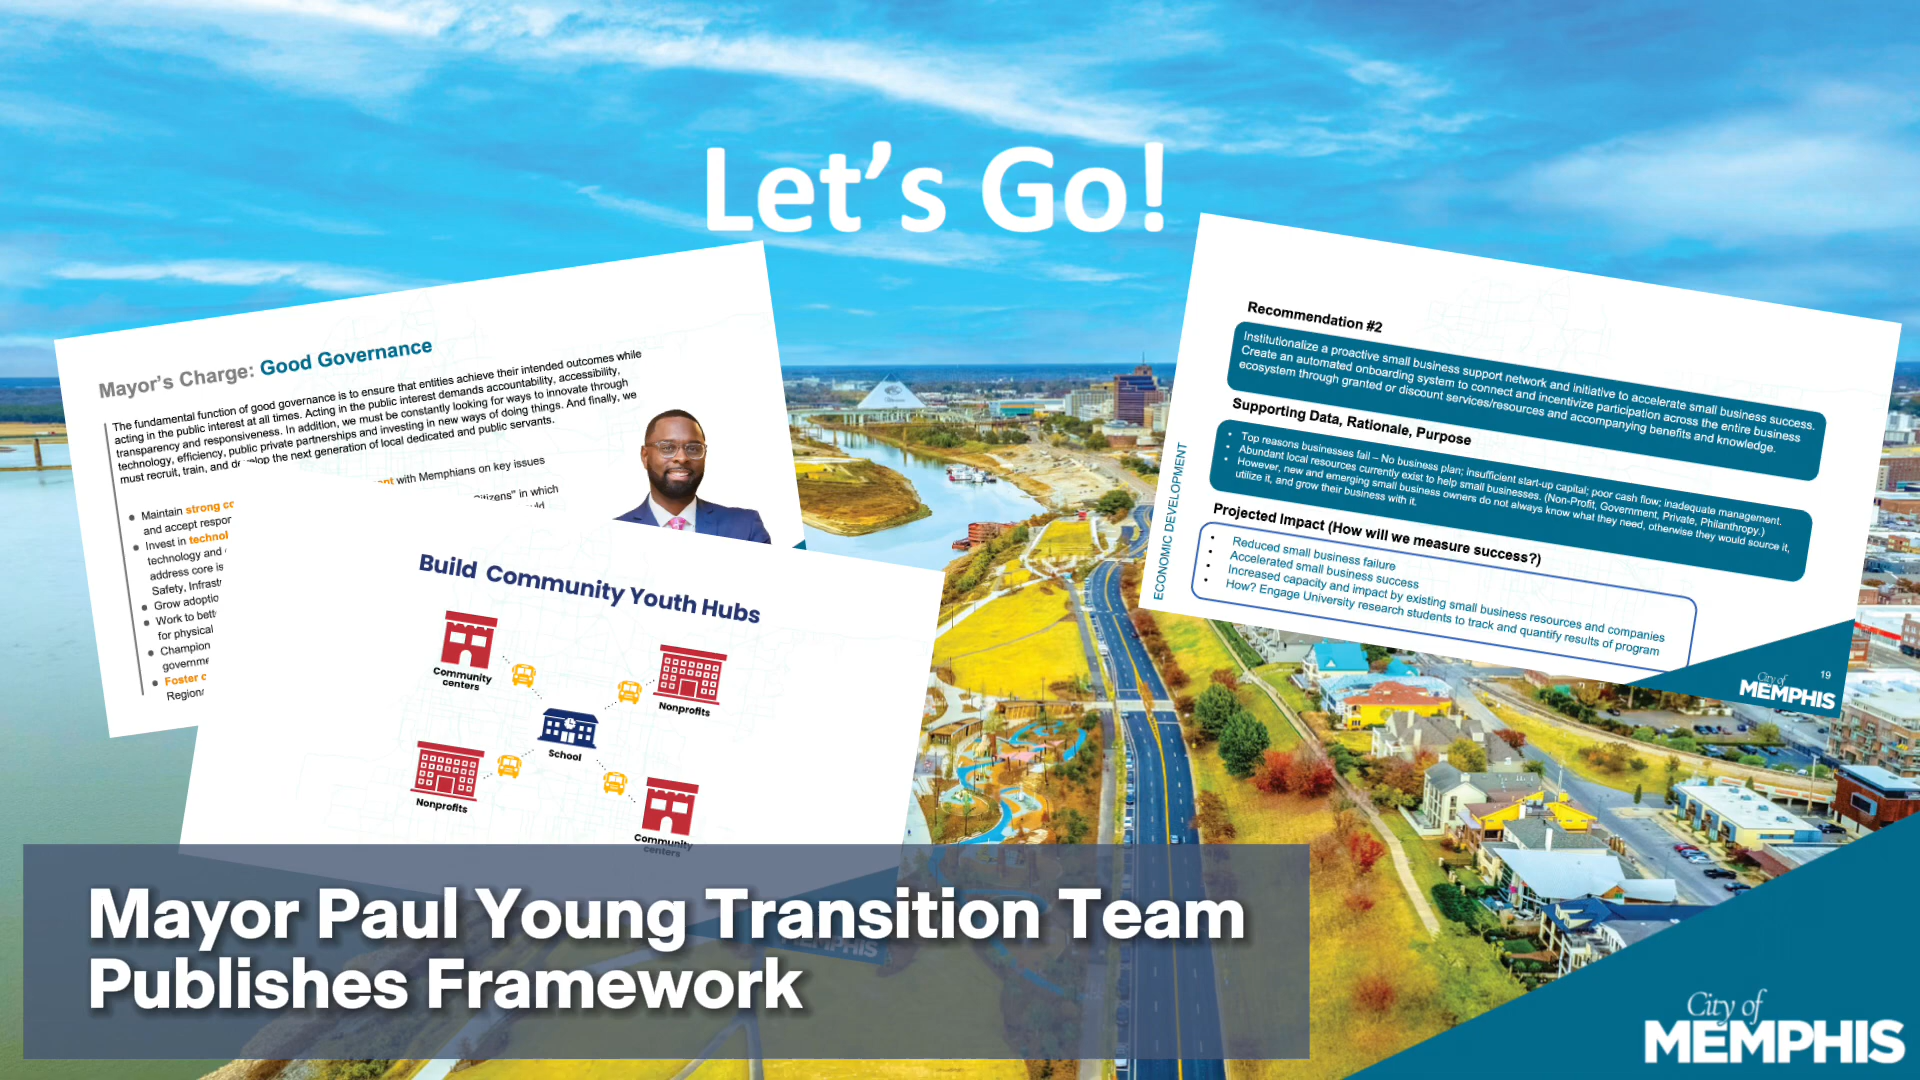 Let's Go!
Mayor's Charge: Good Governance
The fundamental function of good governance is to ensure that entities achieve their intended outcomes while
acting in the public interest at all times. Acting in the public interest demands accountability, accessibility,
transparency and responsiveness. In addition, we must be constantly looking for ways to innovate through
technology, efficiency, public private partnerships and investing in new ways of doing things. And finally, we
must recruit, train, and develop the next generation of local dedicated and public servants.
with Memphians on key issues
Citizens" in which
• Maintain strong
and accept
• Invest in
technology and
address core
Safety,
• Grow
• Work to
for physical
• Champion
• Foster
Recommendation #2
Institutionalize a proactive small business support network and initiative to accelerate small business success.
Create an automated onboarding system to connect and incentivize participation across the entire business
ecosystem through granted or discount services/resources and accompanying benefits and knowledge.
Supporting Data, Rationale, Purpose
• Top reasons businesses fail – No business plan; insufficient start-up capital; poor cash flow; inadequate management.
• Abundant local resources currently exist to help small businesses. (Non-Profit, Government, Private, Philanthropy.)
• However, new and emerging small business owners do not always know what they need, otherwise they would source it,
utilize it, and grow their business with it.
Projected Impact (How will we measure success?)
• Reduced small business failure
• Accelerated small business success
• Increased capacity and impact by existing small business resources and companies
• How? Engage University research students to track and quantify results of program
ECONOMIC DEVELOPMENT
19
City of
MEMPHIS
Build Community Youth Hubs
Community
centers
Nonprofits
School
Nonprofits
Community
centers
MEMPHIS
Mayor Paul Young Transition Team
Publishes Framework
City of
MEMPHIS